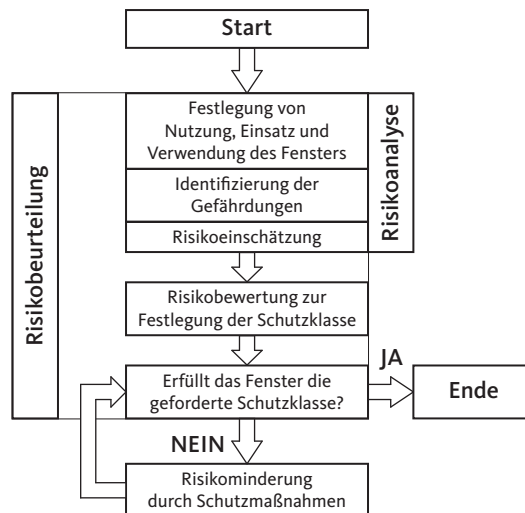 Start
Risikobeurteilung
Festlegung von
Nutzung, Einsatz und
Verwendung des Fensters
Identifizierung der
Gefährdungen
Risikoeinschätzung
Risikoanalyse
Risikobewertung zur
Festlegung der Schutzklasse
Erfüllt das Fenster die
geforderte Schutzklasse?
JA
Ende
NEIN
Risikominderung
durch Schutzmaßnahmen